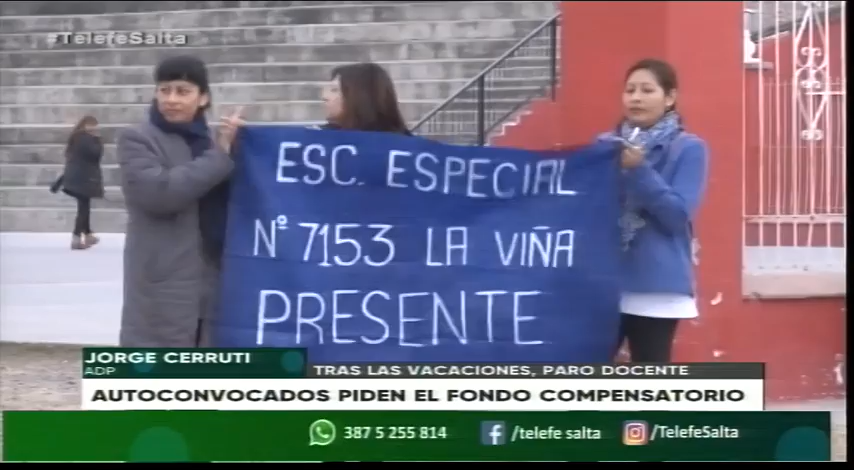 #TelefeSalta
ESC. ESPECIAL
Nº 7153 LA VIÑA
PRESENTE
JORGE CERRUTI
ADP
TRAS LAS VACACIONES, PARO DOCENTE
AUTOCONVOCADOS PIDEN EL FONDO COMPENSATORIO
387 5 255 814 /telefe salta /TelefeSalta